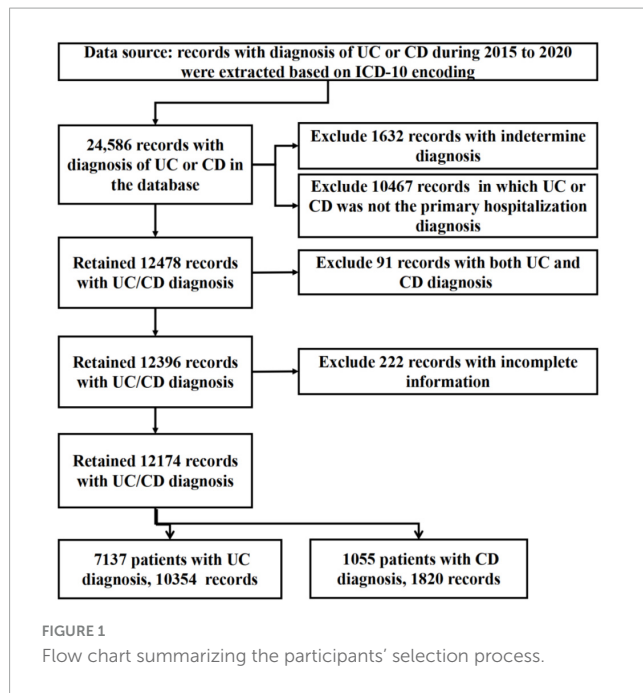 Data source: records with diagnosis of UC or CD during 2015 to 2020
were extracted based on ICD-10 encoding
24,586 records with
diagnosis of UC or CD in
the database
Exclude 1632 records with indetermine
diagnosis
Exclude 10467 records in which UC or
CD was not the primary hospitalization
diagnosis
Retained 12478 records
with UC/CD diagnosis
Exclude 91 records with both UC and
CD diagnosis
Retained 12396 records
with UC/CD diagnosis
Exclude 222 records with incomplete
information
Retained 12174 records
with UC/CD diagnosis
7137 patients with UC
diagnosis, 10354 records
1055 patients with CD
diagnosis, 1820 records
FIGURE 1
Flow chart summarizing the participants' selection process.